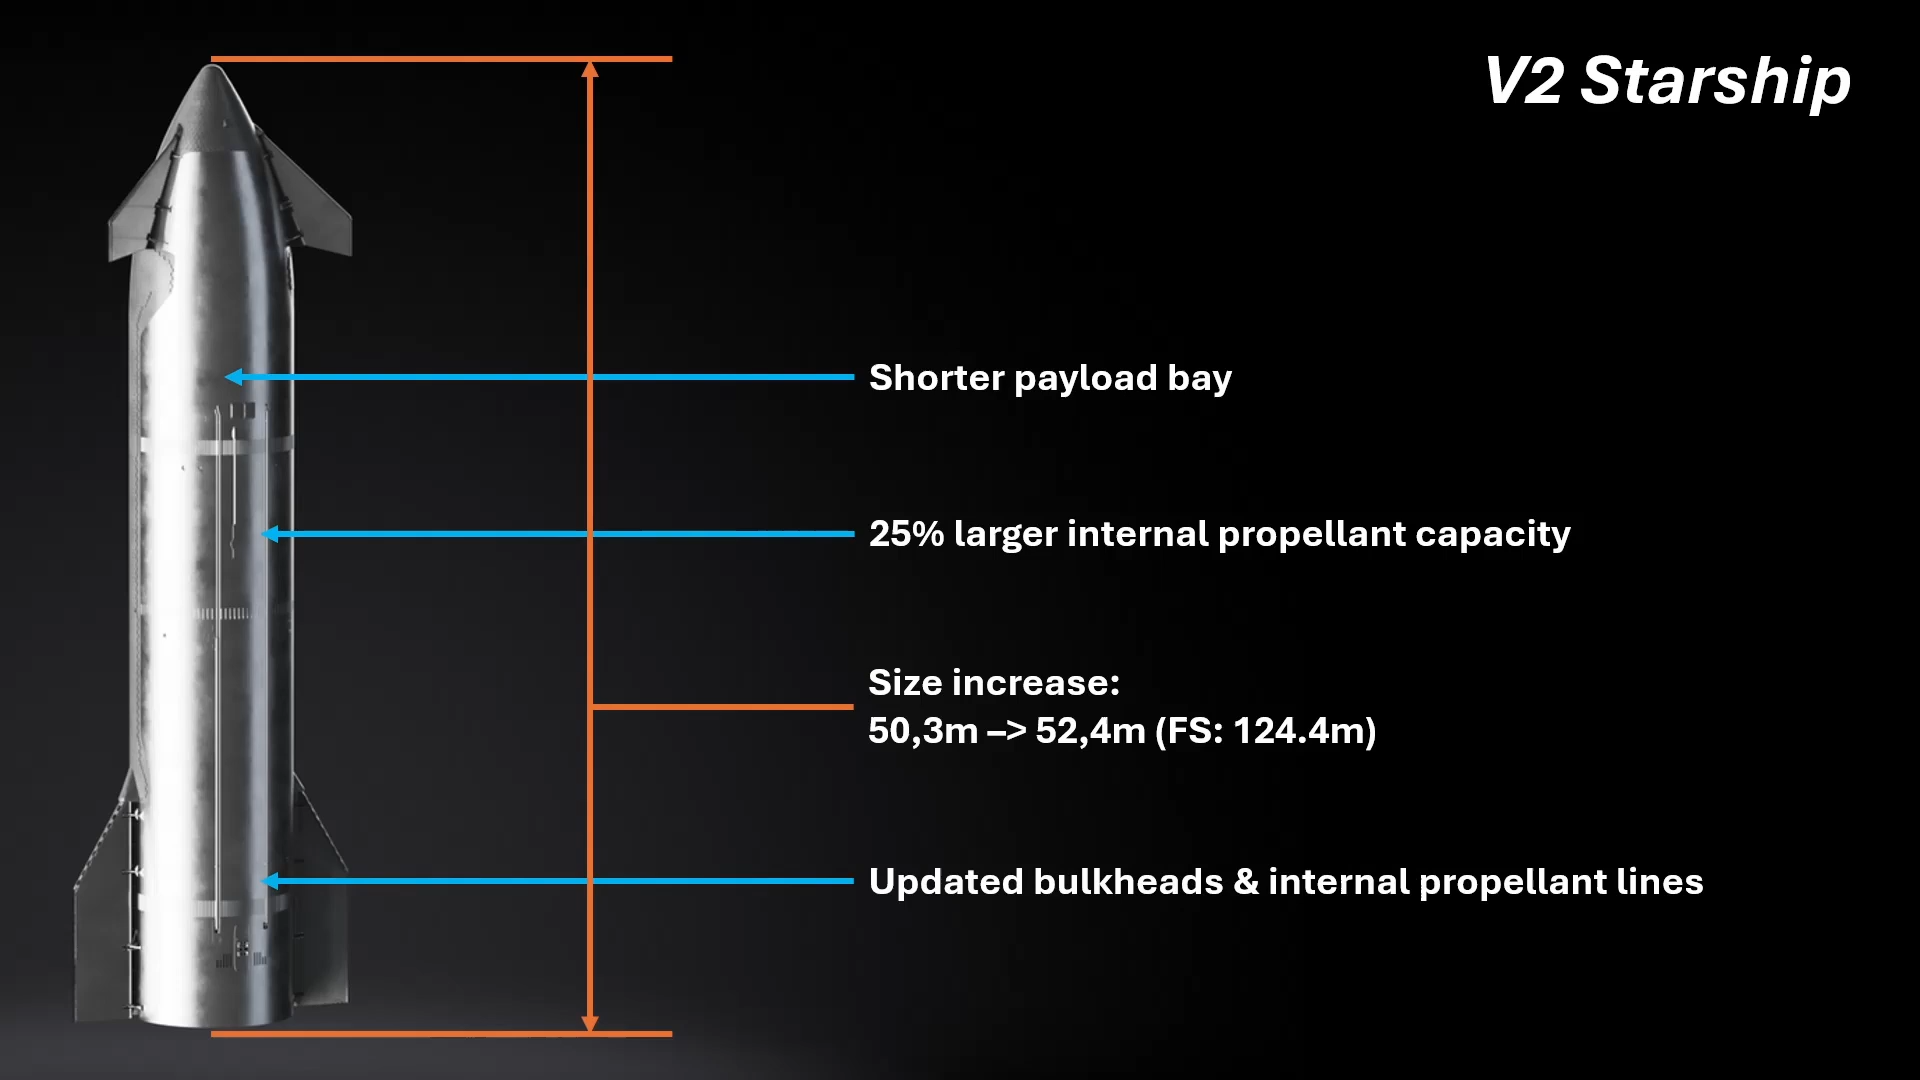 V2 Starship
Shorter payload bay
25% larger internal propellant capacity
Size increase:
50,3m –> 52,4m (FS: 124.4m)
Updated bulkheads & internal propellant lines